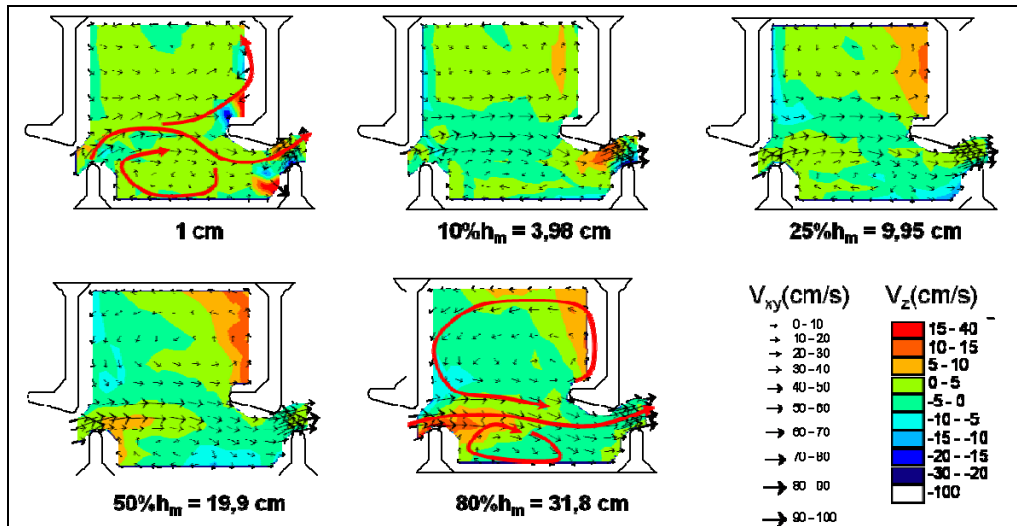 1 cm
10%hm = 3,98 cm
25%hm = 9,95 cm
50%hm = 19,9 cm
80%hm = 31,8 cm
Vxy(cm/s)
0-10
10-20
20-30
30-40
40-50
50-60
60-70
70-80
90-100
Vz(cm/s)
15-40
10-15
5-10
0-5
-5-0
-10--5
-15--10
-20--15
-30--20
-100